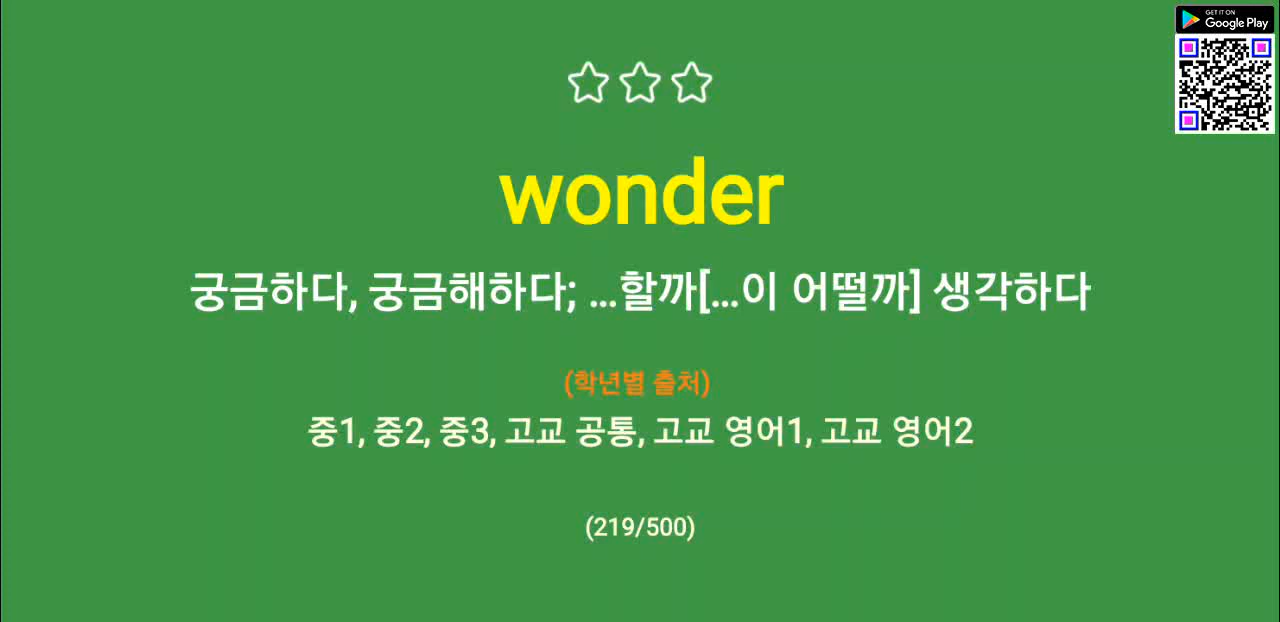 GET IT ON
Google Play
wonder
궁금하다, 궁금해하다; ...할까[...이 어떨까] 생각하다
(학년별 출처)
중1, 중2, 중3, 고교 공통, 고교 영어1, 고교 영어2
(219/500)